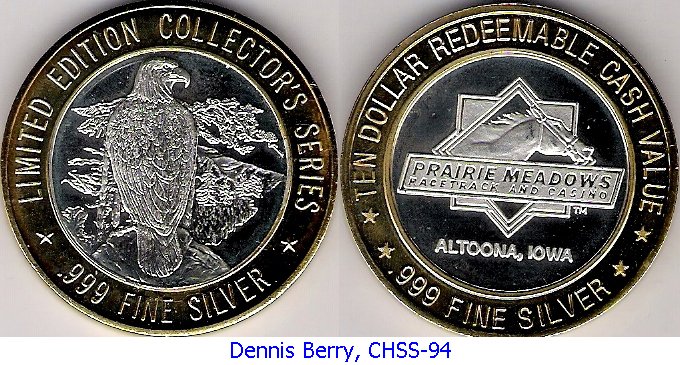 LIMITED EDITION COLLECTOR'S SERIES
.999 FINE SILVER
TEN DOLLAR REDEEMABLE CASH VALUE
PRAIRIE MEADOWS
RACETRACK AND CASINO
TM
ALTOONA, IOWA
.999 FINE SILVER
Dennis Berry, CHSS-94